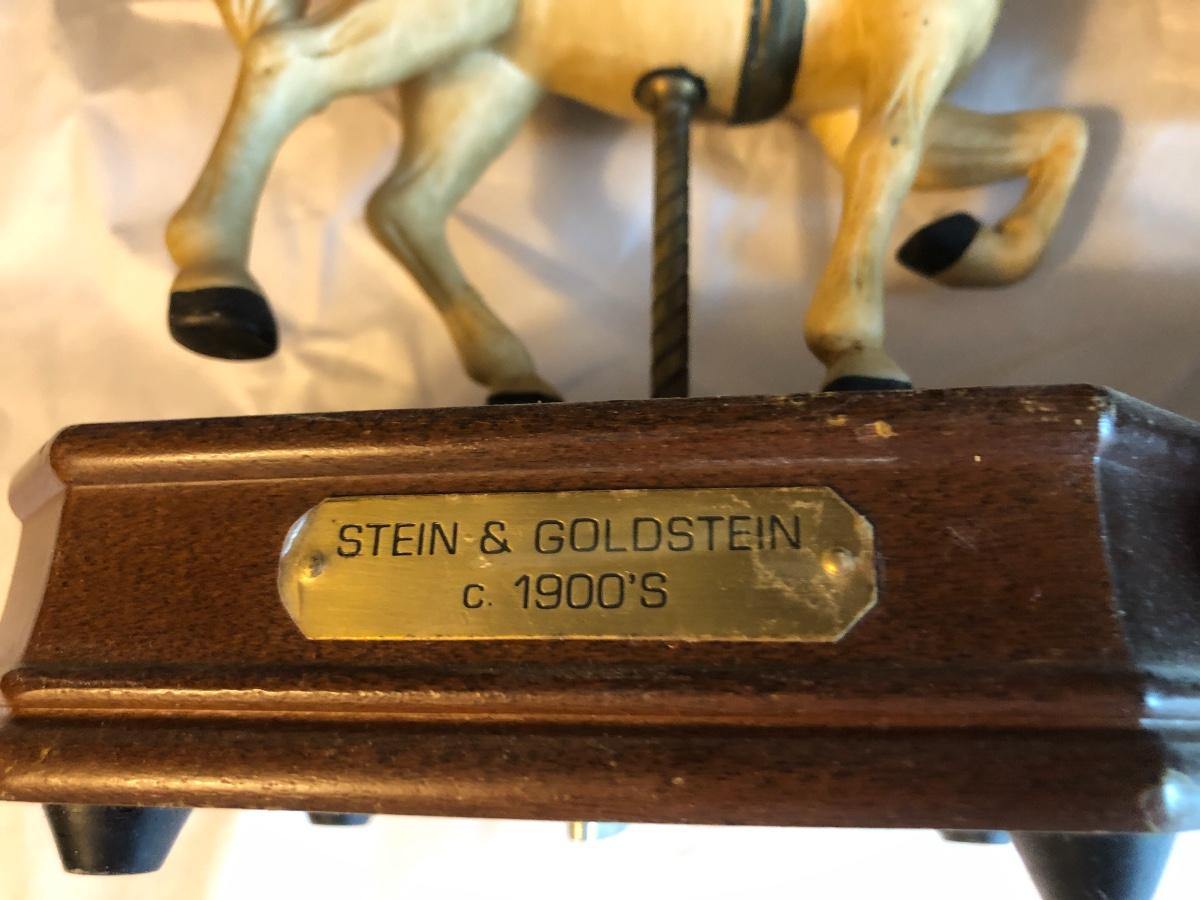 STEIN & GOLDSTEIN
c. 1900'S